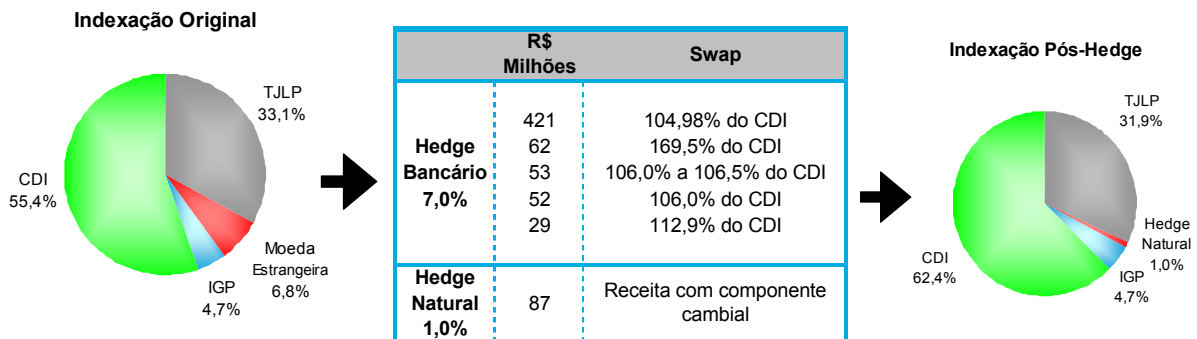 Indexação Original
TJLP
33,1%
CDI
55,4%
Moeda
Estrangeira
6,8%
IGP
4,7%
R$
Milhões
Swap
Hedge
Bancário
7,0%
421
104,98% do CDI
62
169,5% do CDI
53
106,0% a 106,5% do CDI
52
106,0% do CDI
29
112,9% do CDI
Hedge
Natural
1,0%
87
Receita com componente
cambial
Indexação Pós-Hedge
TJLP
31,9%
Hedge
Natural
1,0%
CDI
62,4%
IGP
4,7%